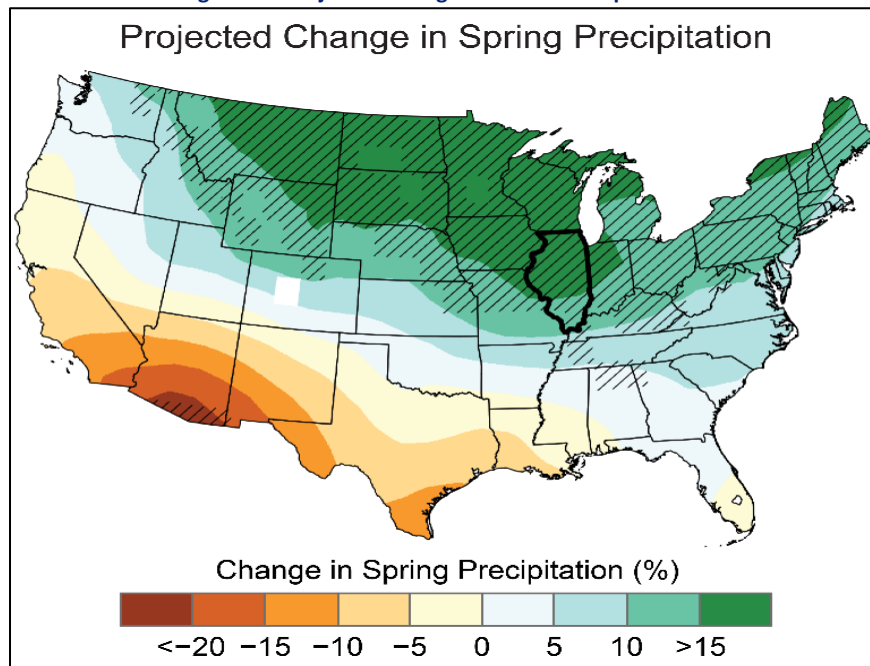 Projected Change in Spring Precipitation
Change in Spring Precipitation (%)
<−20 −15 −10 −5 0 5 10 >15